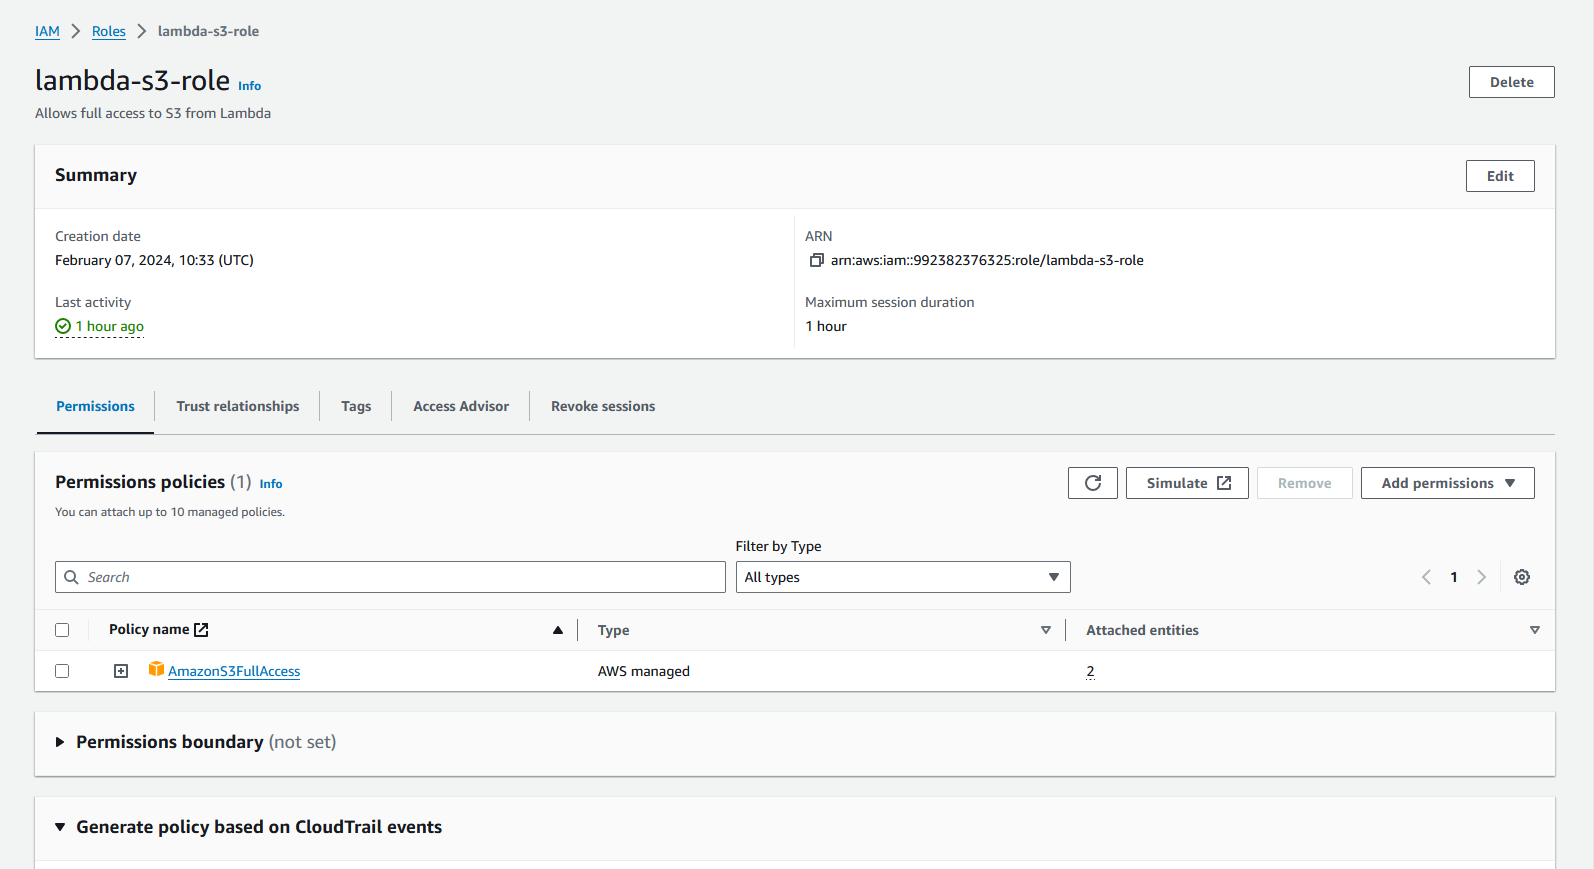 IAM > Roles > lambda-s3-role
lambda-s3-role Info
Delete
Allows full access to S3 from Lambda
Summary
Edit
Creation date
February 07, 2024, 10:33 (UTC)
ARN
arn:aws:iam::992382376325:role/lambda-s3-role
Last activity
1 hour ago
Maximum session duration
1 hour
Permissions
Trust relationships
Tags
Access Advisor
Revoke sessions
Permissions policies (1) Info
You can attach up to 10 managed policies.
Simulate
Remove
Add permissions
Filter by Type
Search
All types
1
Policy name
Type
Attached entities
AmazonS3FullAccess
AWS managed
2
Permissions boundary (not set)
Generate policy based on CloudTrail events